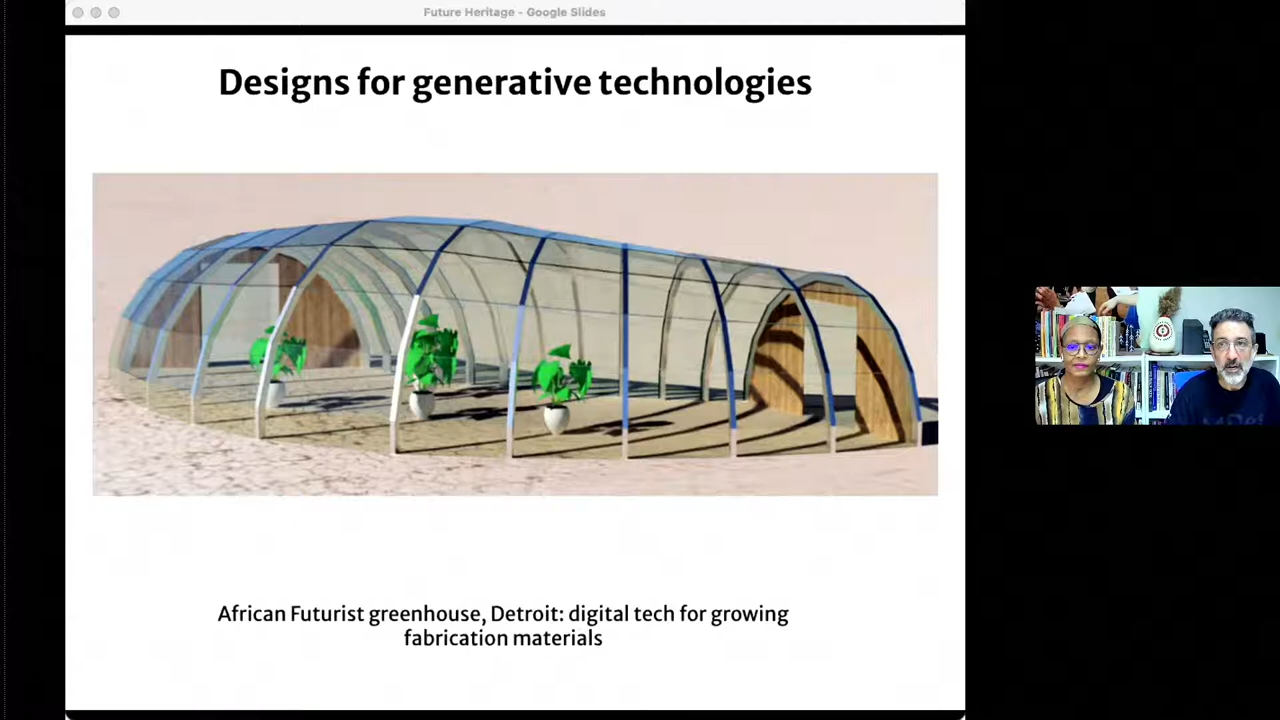 Future Heritage - Google Slides
Designs for generative technologies
African Futurist greenhouse, Detroit: digital tech for growing
fabrication materials